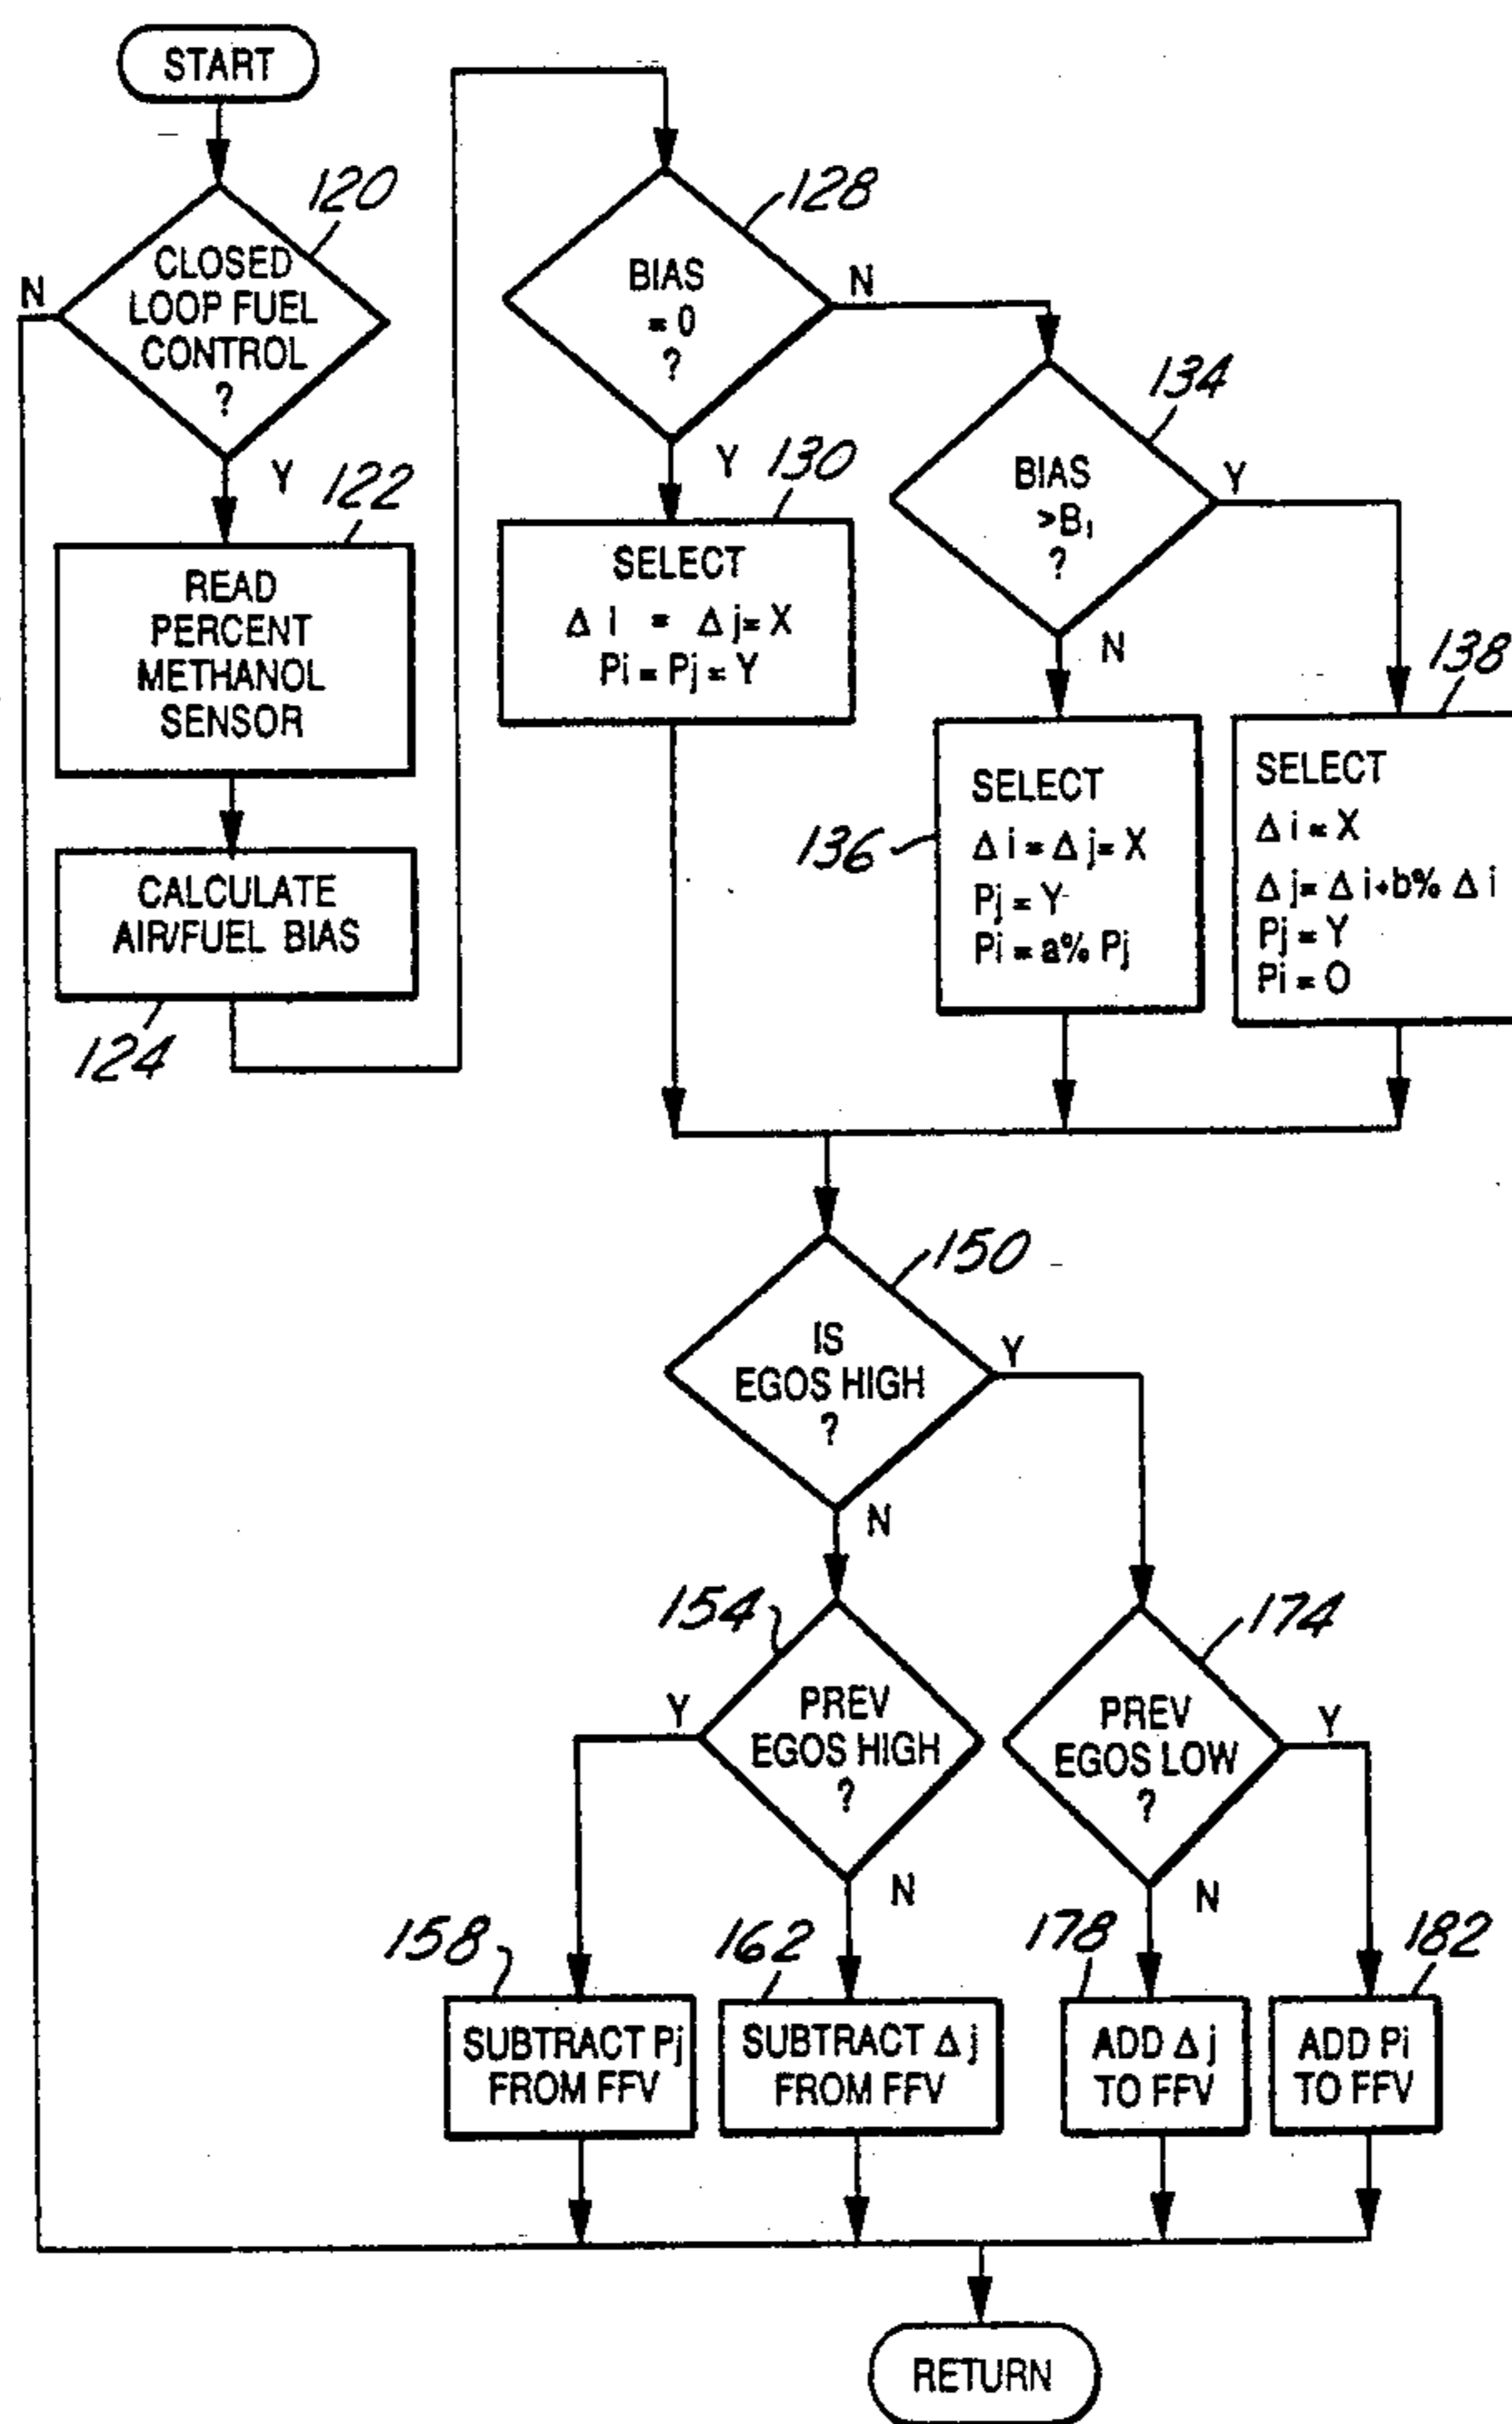 START
120
CLOSED
LOOP FUEL
CONTROL
?
N
Y
122
READ
PERCENT
METHANOL
SENSOR
CALCULATE
AIR/FUEL BIAS
124
128
BIAS
= 0
?
N
Y
130
SELECT
Δ i = Δ j = X
Pi = Pj = Y
134
BIAS
>B₁
?
Y
N
136
SELECT
Δ i = Δ j = X
Pj = Y
Pi = a% Pj
138
SELECT
Δ i = X
Δ j = Δ i + b% Δ i
Pj = Y
Pi = O
150
IS
EGOS HIGH
?
Y
N
154
PREV
EGOS HIGH
?
Y
N
174
PREV
EGOS LOW
?
Y
N
158
SUBTRACT Pj
FROM FFV
162
SUBTRACT Δ j
FROM FFV
178
ADD Δ j
TO FFV
182
ADD Pi
TO FFV
RETURN